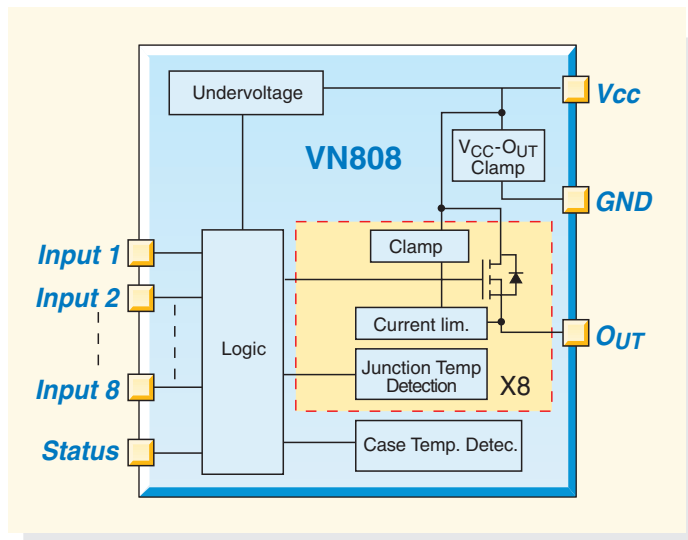 Undervoltage
Vcc
VN808
VCC-OUT
Clamp
GND
Input 1
Clamp
Input 2
Current lim.
OUT
Logic
Junction Temp
Detection
X8
Input 8
Status
Case Temp. Detec.